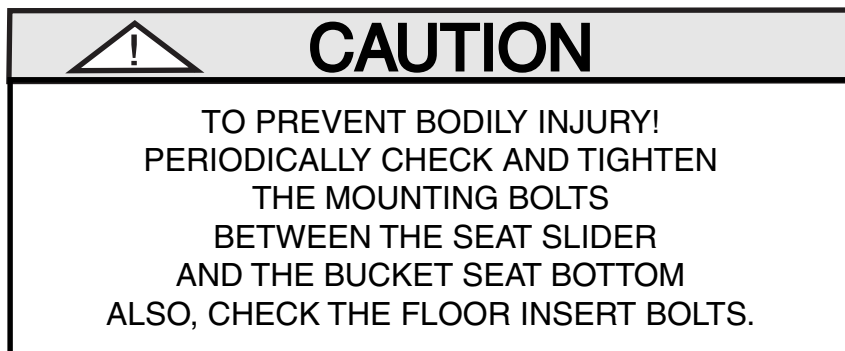 ! CAUTION
TO PREVENT BODILY INJURY!
PERIODICALLY CHECK AND TIGHTEN
THE MOUNTING BOLTS
BETWEEN THE SEAT SLIDER
AND THE BUCKET SEAT BOTTOM
ALSO, CHECK THE FLOOR INSERT BOLTS.